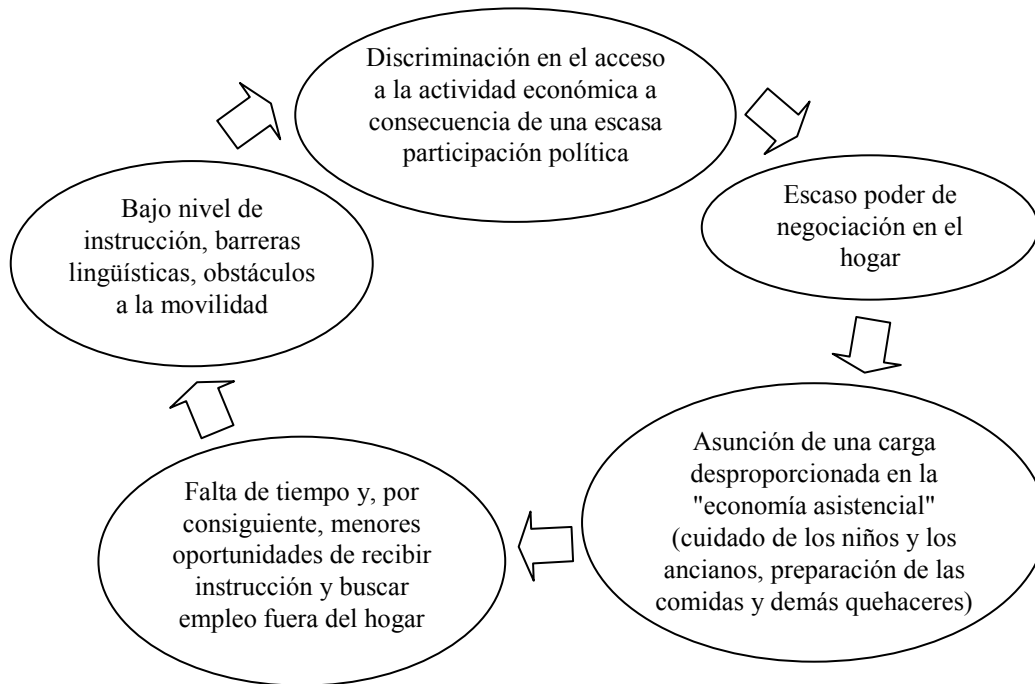 Discriminación en el acceso
a la actividad económica a
consecuencia de una escasa
participación política
Escaso poder de
negociación en el
hogar
Asunción de una carga
desproporcionada en la
"economía asistencial"
(cuidado de los niños y los
ancianos, preparación de las
comidas y demás quehaceres)
Falta de tiempo y, por
consiguiente, menores
oportunidades de recibir
instrucción y buscar
empleo fuera del hogar
Bajo nivel de
instrucción, barreras
lingüísticas, obstáculos
a la movilidad